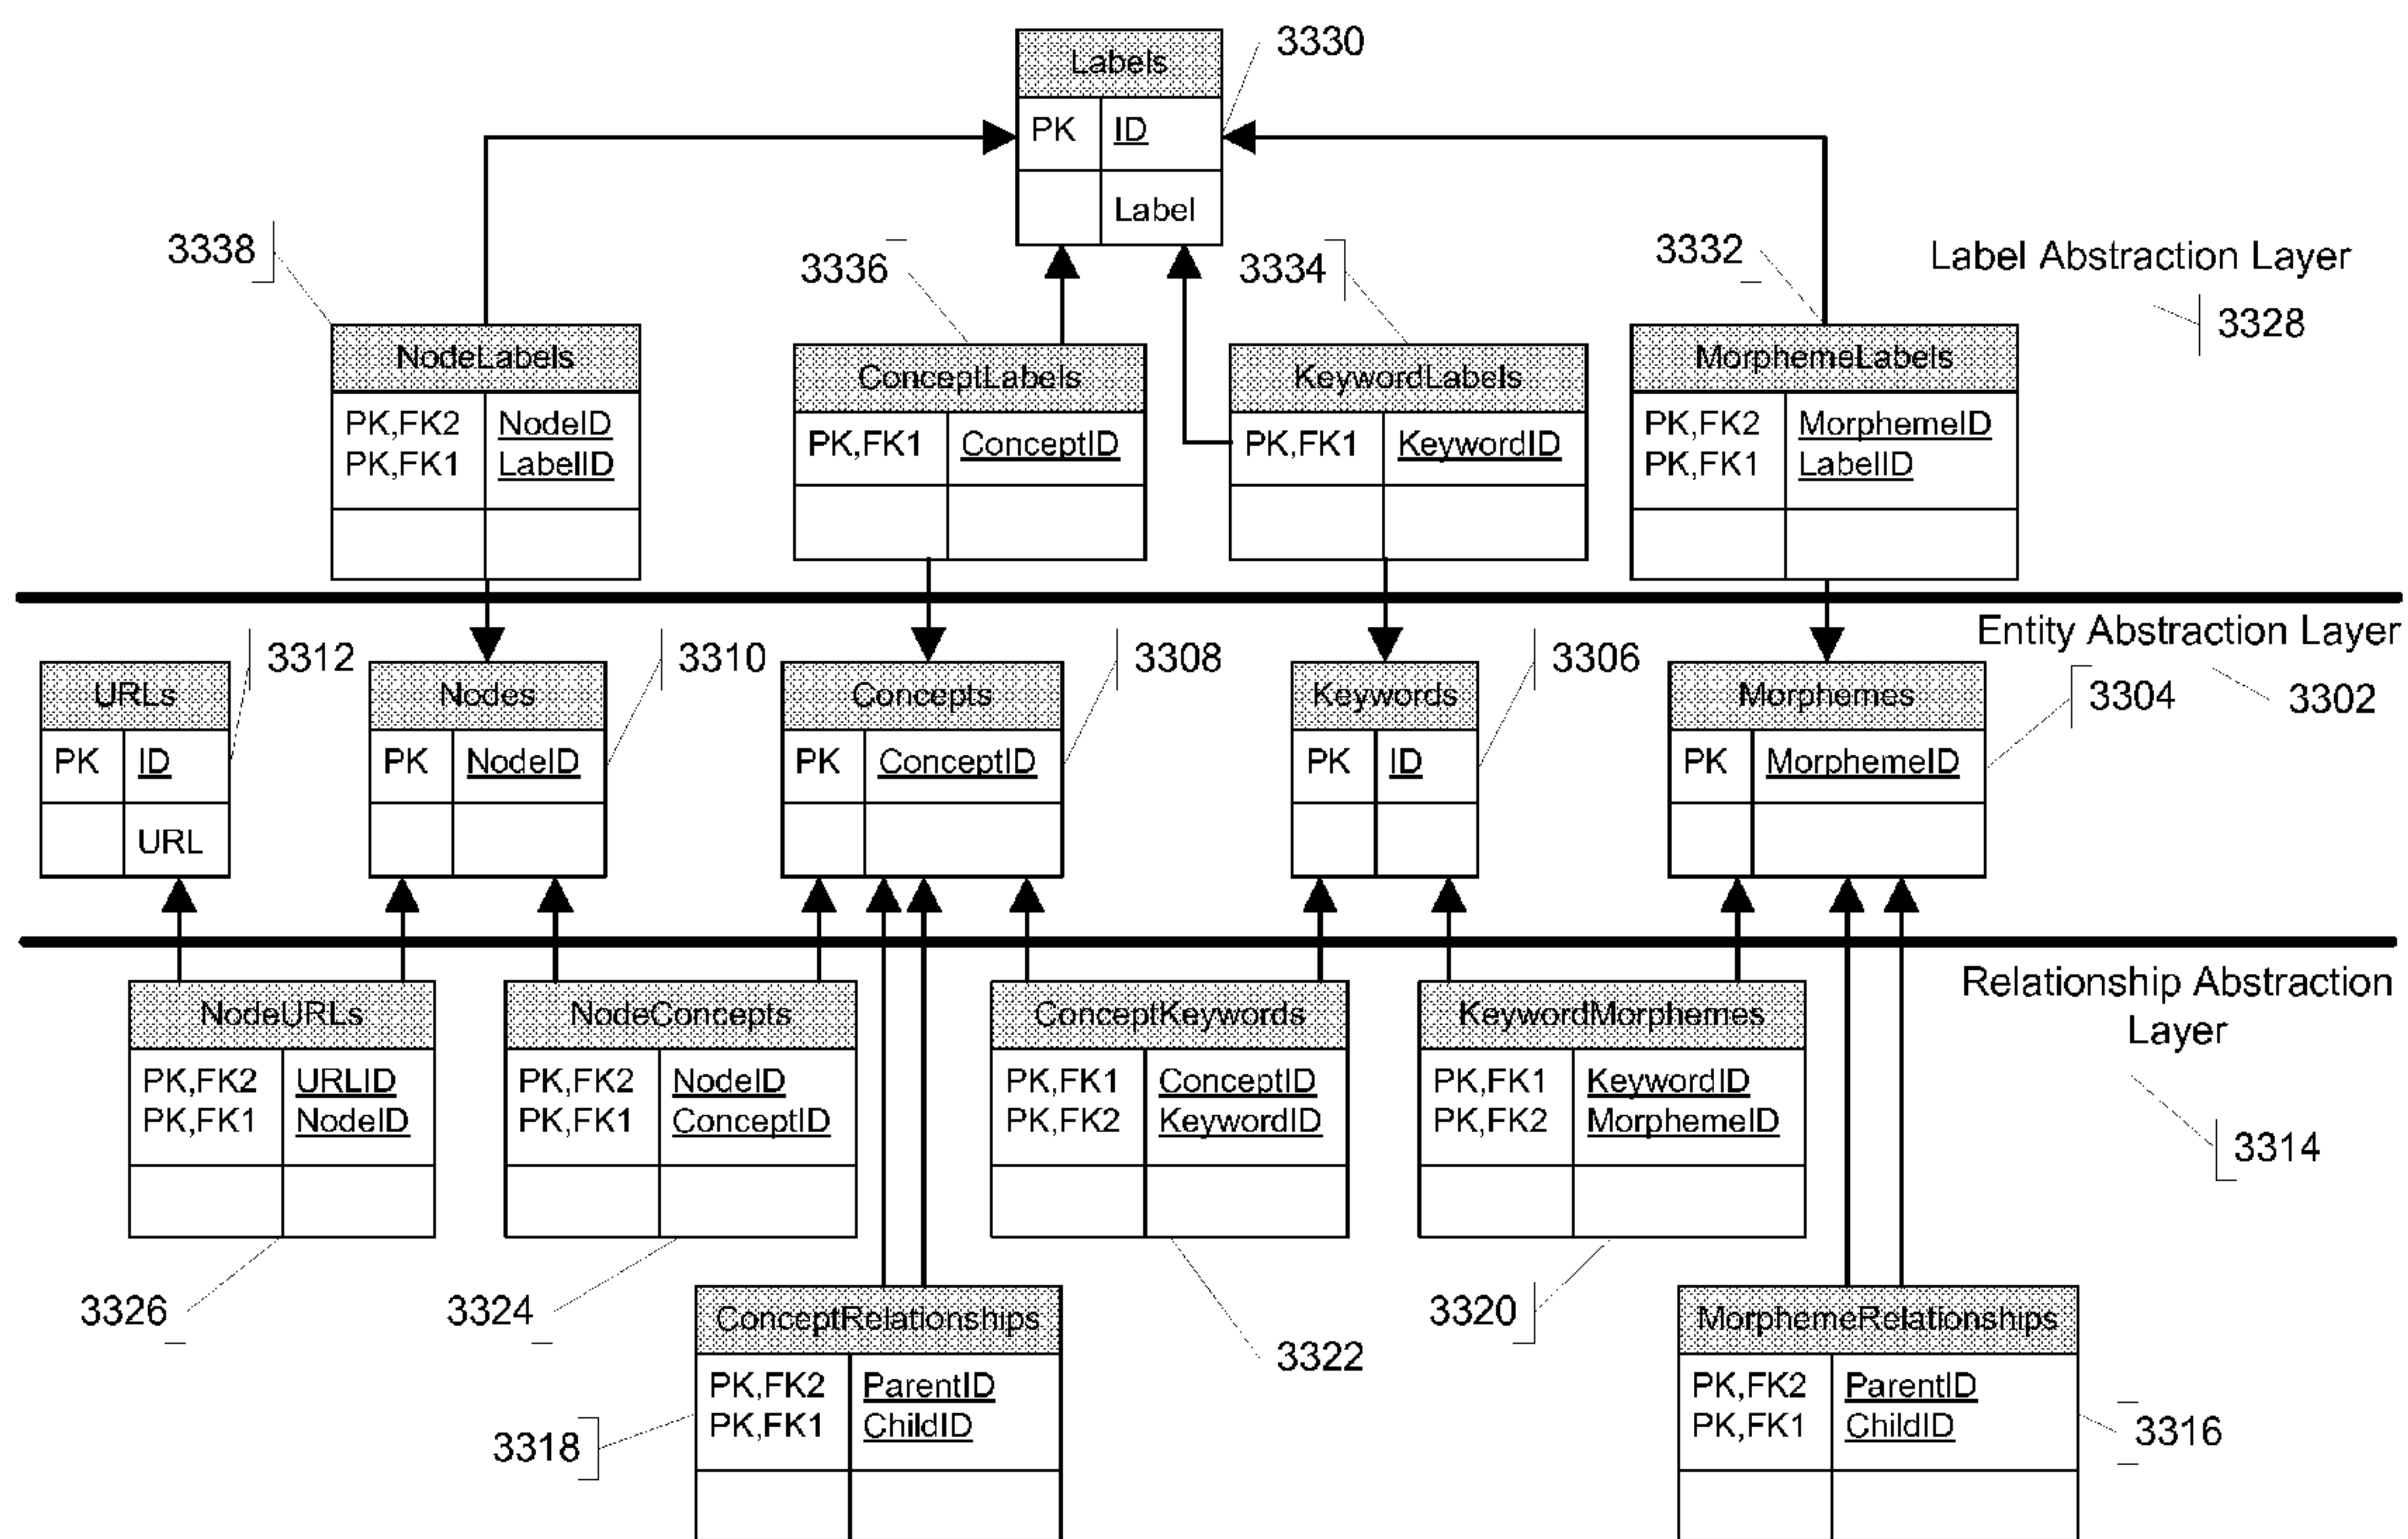 Labels
3330
PK ID
Label
3338
3336
3334
3332
Label Abstraction Layer
3328
NodeLabels
PK,FK2 NodeID
PK,FK1 LabelID
ConceptLabels
PK,FK1 ConceptID
KeywordLabels
PK,FK1 KeywordID
MorphemeLabels
PK,FK2 MorphemeID
PK,FK1 LabelID
Entity Abstraction Layer
3302
3312
3310
3308
3306
3304
URLs
PK ID
URL
Nodes
PK NodeID
Concepts
PK ConceptID
Keywords
PK ID
Morphemes
PK MorphemeID
Relationship Abstraction
Layer
3314
NodeURLs
PK,FK2 URLID
PK,FK1 NodeID
NodeConcepts
PK,FK2 NodeID
PK,FK1 ConceptID
ConceptKeywords
PK,FK1 ConceptID
PK,FK2 KeywordID
KeywordMorphemes
PK,FK1 KeywordID
PK,FK2 MorphemeID
3326
3324
3322
3320
ConceptRelationships
PK,FK2 ParentID
PK,FK1 ChildID
3318
MorphemeRelationships
PK,FK2 ParentID
PK,FK1 ChildID
3316